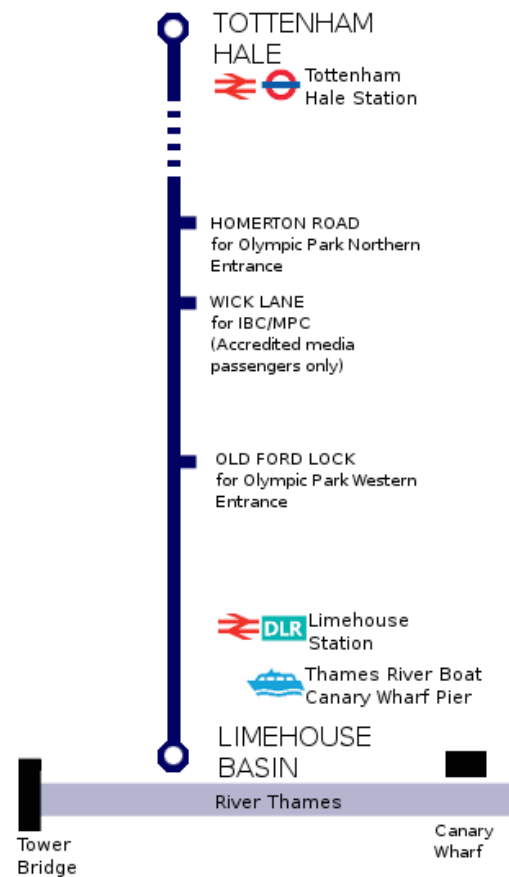 TOTTENHAM
HALE
Tottenham
Hale Station
HOMERTON ROAD
for Olympic Park Northern
Entrance
WICK LANE
for IBC/MPC
(Accredited media
passengers only)
OLD FORD LOCK
for Olympic Park Western
Entrance
DLR Limehouse
Station
Thames River Boat
Canary Wharf Pier
LIMEHOUSE
BASIN
River Thames
Tower
Bridge
Canary
Wharf